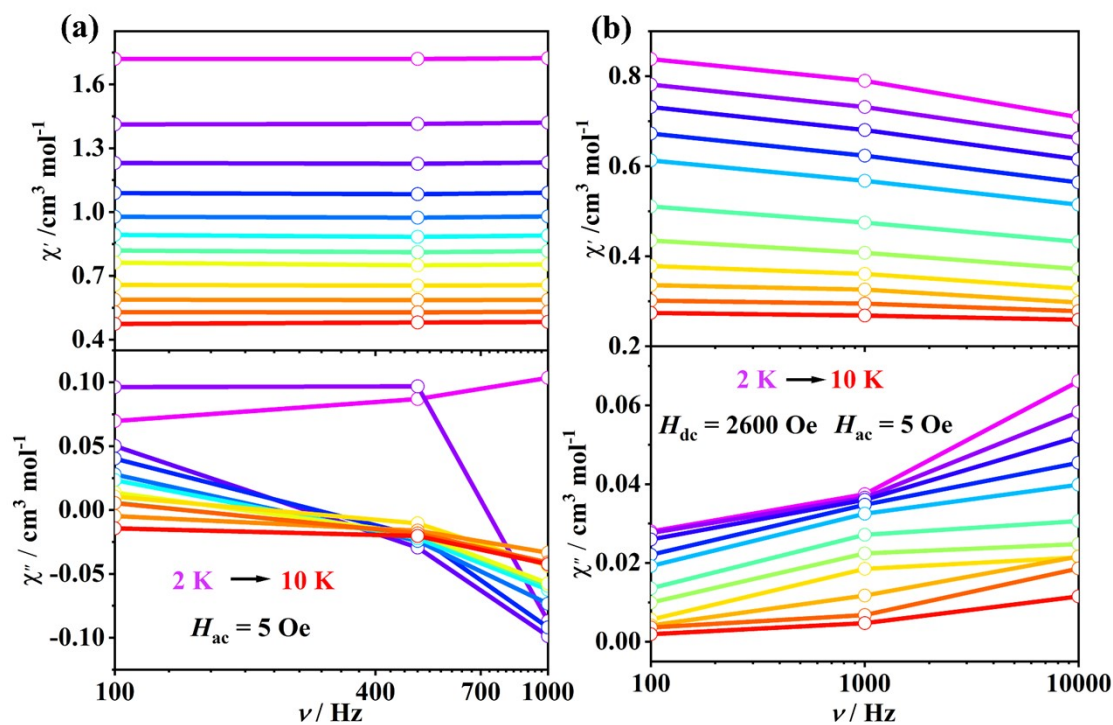 (a)
(b)
χ′ /cm³ mol⁻¹
1.6
1.3
1.0
0.7
0.4
χ″ / cm³ mol⁻¹
0.10
0.05
0.00
-0.05
-0.10
2 K → 10 K
Hac = 5 Oe
100
400
700
1000
ν / Hz
χ′ /cm³ mol⁻¹
0.8
0.6
0.4
0.2
χ″ / cm³ mol⁻¹
0.06
0.04
0.02
0.00
2 K → 10 K
Hdc = 2600 Oe Hac = 5 Oe
100
1000
10000
ν / Hz